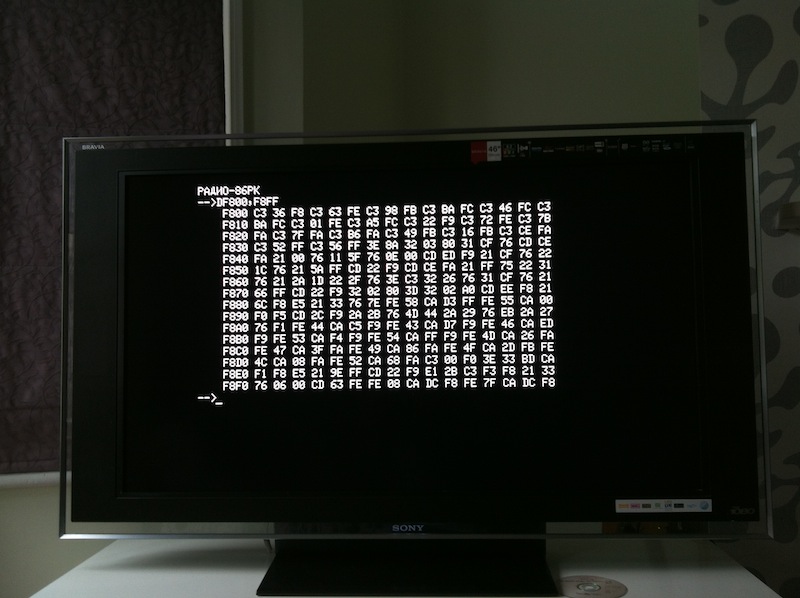 BRAVIA
46"
РАДИО-86РК
-->DF800,F8FF
F800 C3 36 F8 C3 63 FE C3 98 FB C3 BA FC C3 46 FC C3
F810 BA FC C3 01 FE C3 A5 FC C3 22 F9 C3 72 FE C3 7B
F820 FA C3 7F FA C3 B6 FA C3 49 FB C3 16 FB C3 CE FA
F830 C3 52 FF C3 56 FF 3E 8A 32 03 80 31 CF 76 CD CE
F840 FA 21 00 76 11 5F 76 0E 00 CD ED F9 21 CF 76 22
F850 1C 76 21 5A FF CD 22 F9 CD CE FA 21 FF 75 22 31
F860 76 21 2A 1D 22 2F 76 3E C3 32 26 76 31 CF 76 21
F870 66 FF CD 22 F9 32 02 80 3D 32 02 A0 CD EE F8 21
F880 6C F8 E5 21 33 76 7E FE 58 CA D3 FF FE 55 CA 00
F890 F0 F5 CD 2C F9 2A 2B 76 4D 44 2A 29 76 EB 2A 27
F8A0 76 F1 FE 44 CA C5 F9 FE 43 CA D7 F9 FE 46 CA ED
F8B0 F9 FE 53 CA F4 F9 FE 54 CA FF F9 FE 4D CA 26 FA
F8C0 FE 47 CA 3F FA FE 49 CA 86 FA FE 4F CA 2D FB FE
F8D0 4C CA 08 FA FE 52 CA 68 FA C3 00 F0 3E 33 BD CA
F8E0 F1 F8 E5 21 9E FF CD 22 F9 E1 2B C3 F3 F8 21 33
F8F0 76 06 00 CD 63 FE FE 08 CA DC F8 FE 7F CA DC F8
-->_
SONY